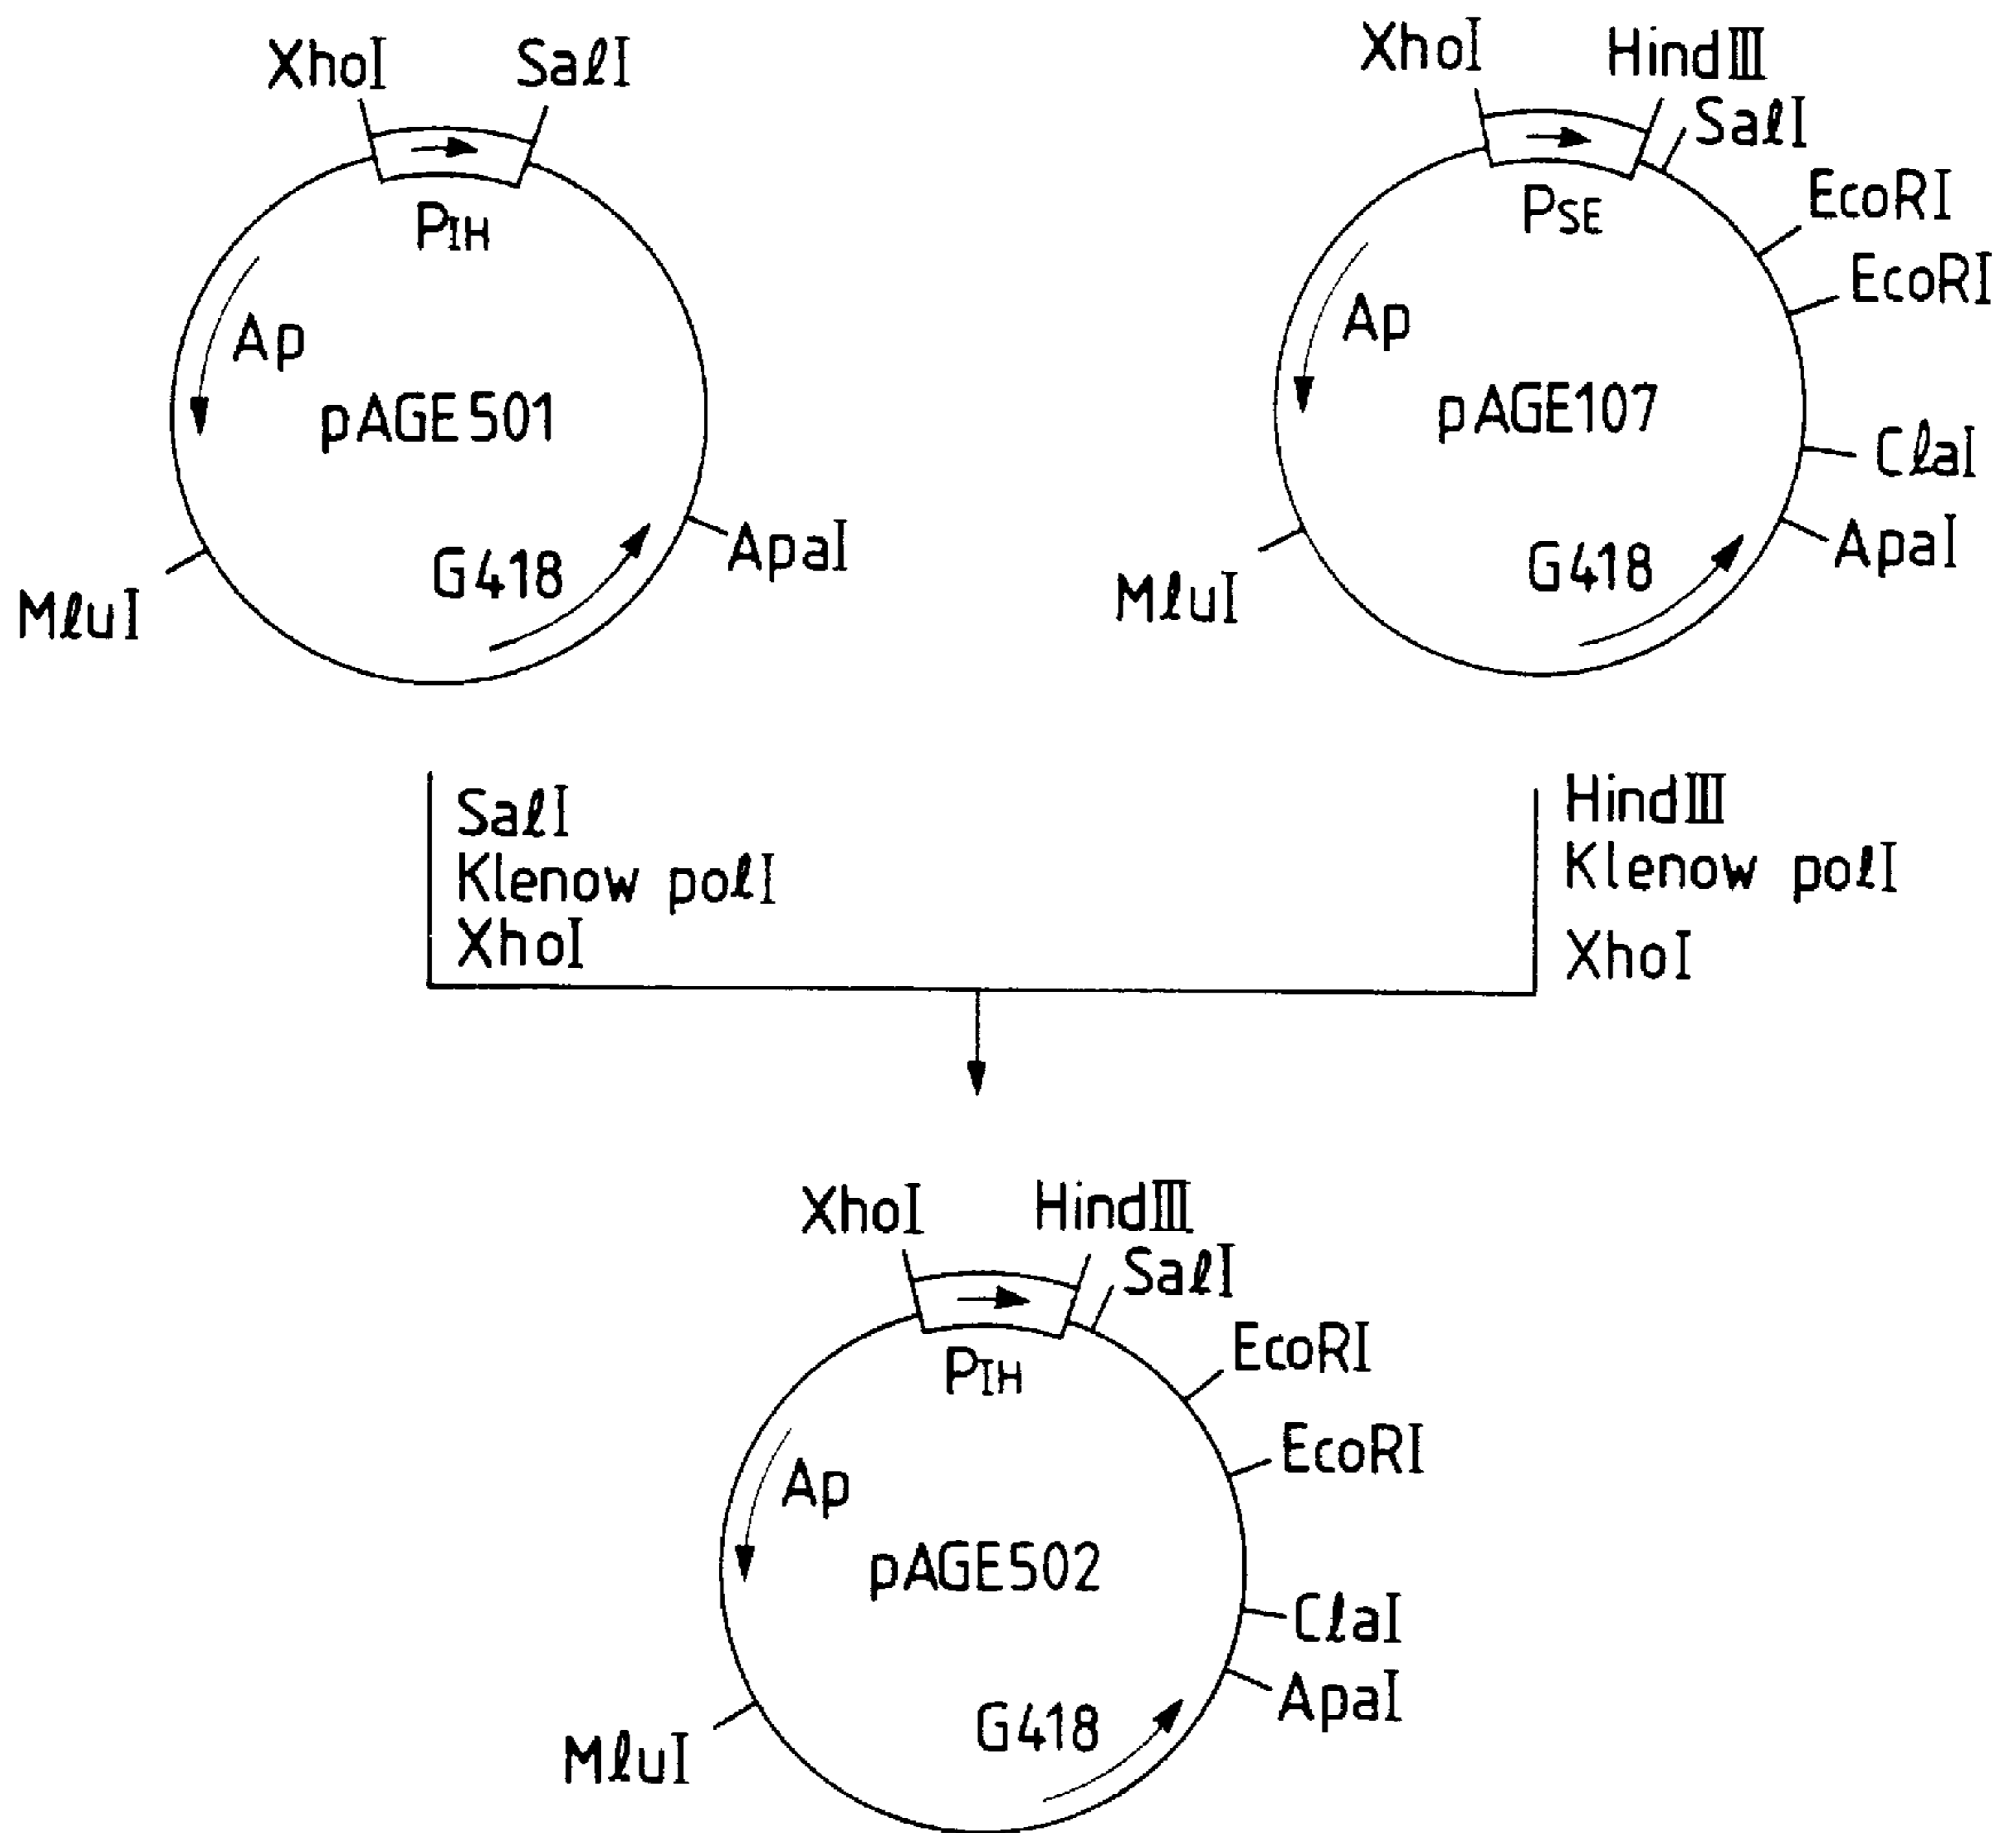 XhoI
SalI
PIH
Ap
pAGE501
G418
ApaI
MluI
XhoI
HindIII
SalI
EcoRI
EcoRI
PSE
Ap
pAGE107
ClaI
ApaI
G418
MluI
SalI
Klenow polI
XhoI
HindIII
Klenow polI
XhoI
XhoI
HindIII
SalI
EcoRI
EcoRI
PIH
Ap
pAGE502
ClaI
ApaI
G418
MluI